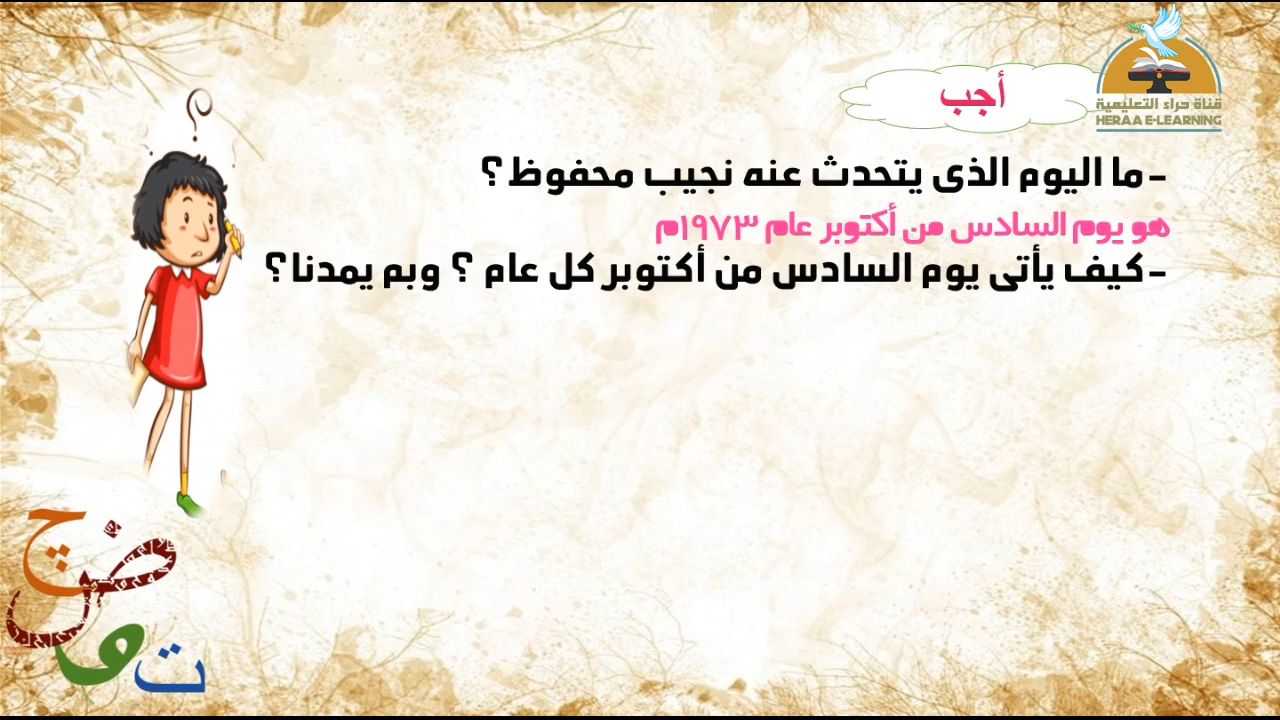 قناة حراء التعليمية
HERAA E-LEARNING
أجب
-ما اليوم الذى يتحدث عنه نجيب محفوظ ؟
هو يوم السادس من أكتوبر عام ١٩٧٣م
-كيف يأتى يوم السادس من أكتوبر كل عام ؟ وبم يمدنا ؟
؟
ج
ض
و
ت